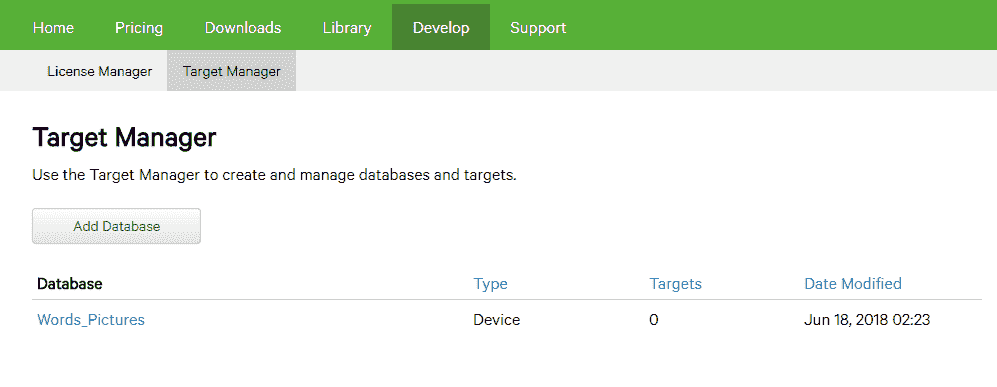 Home Pricing Downloads Library Develop Support
License Manager Target Manager
Target Manager
Use the Target Manager to create and manage databases and targets.
Add Database
Database Type Targets Date Modified
Words_Pictures Device 0 Jun 18, 2018 02:23